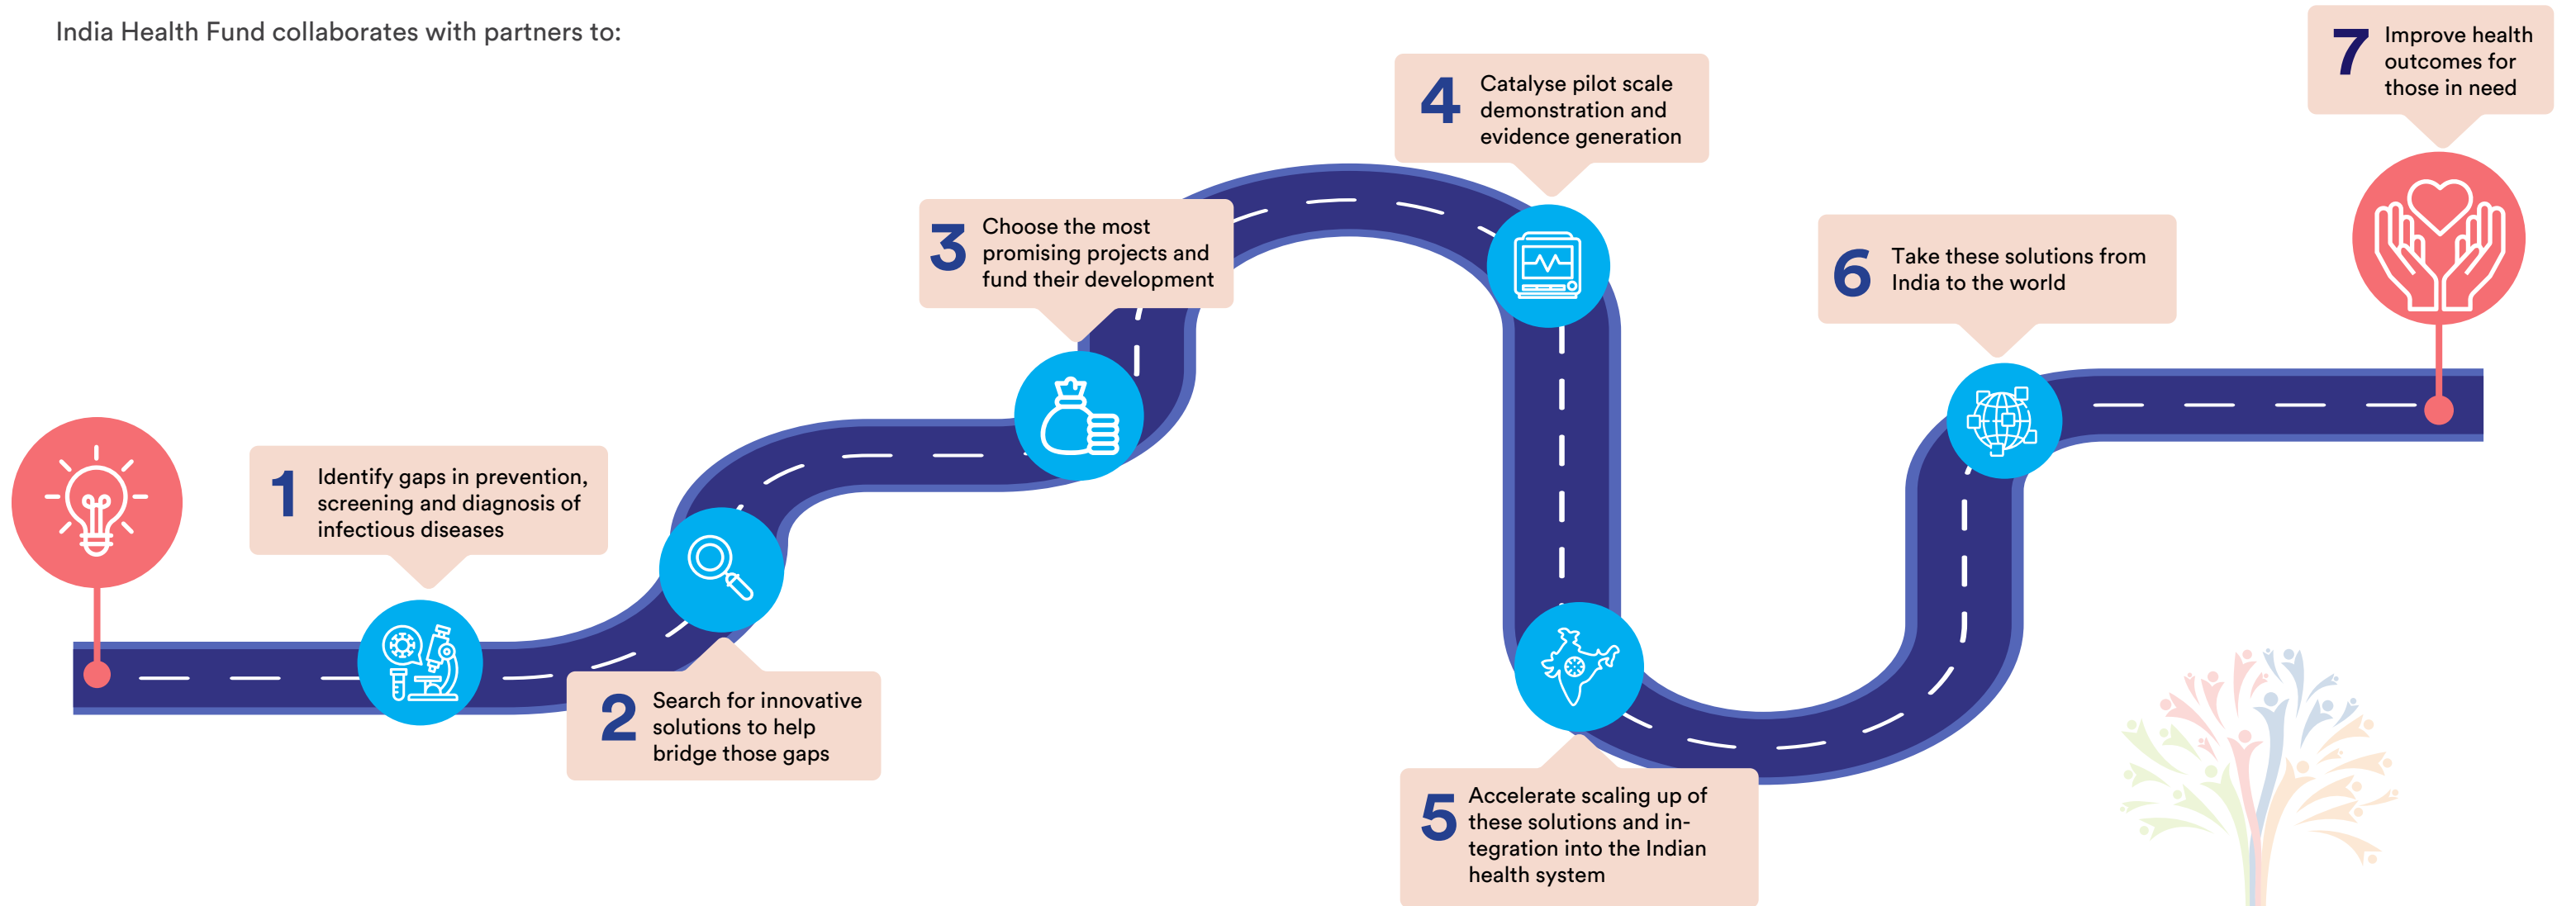 India Health Fund collaborates with partners to:
1
Identify gaps in prevention,
screening and diagnosis of
infectious diseases
2
Search for innovative
solutions to help
bridge those gaps
3
Choose the most
promising projects and
fund their development
4
Catalyse pilot scale
demonstration and
evidence generation
5
Accelerate scaling up of
these solutions and in-
tegration into the Indian
health system
6
Take these solutions from
India to the world
7
Improve health
outcomes for
those in need